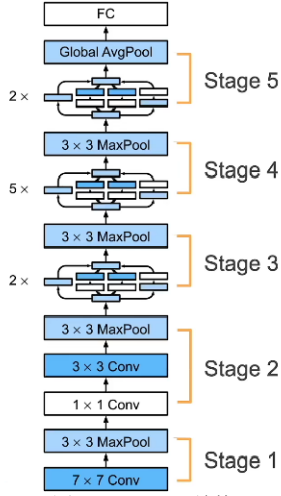 FC
Global AvgPool
2 ×
Stage 5
3 × 3 MaxPool
Stage 4
5 ×
3 × 3 MaxPool
Stage 3
2 ×
3 × 3 MaxPool
3 × 3 Conv
Stage 2
1 × 1 Conv
3 × 3 MaxPool
Stage 1
7 × 7 Conv